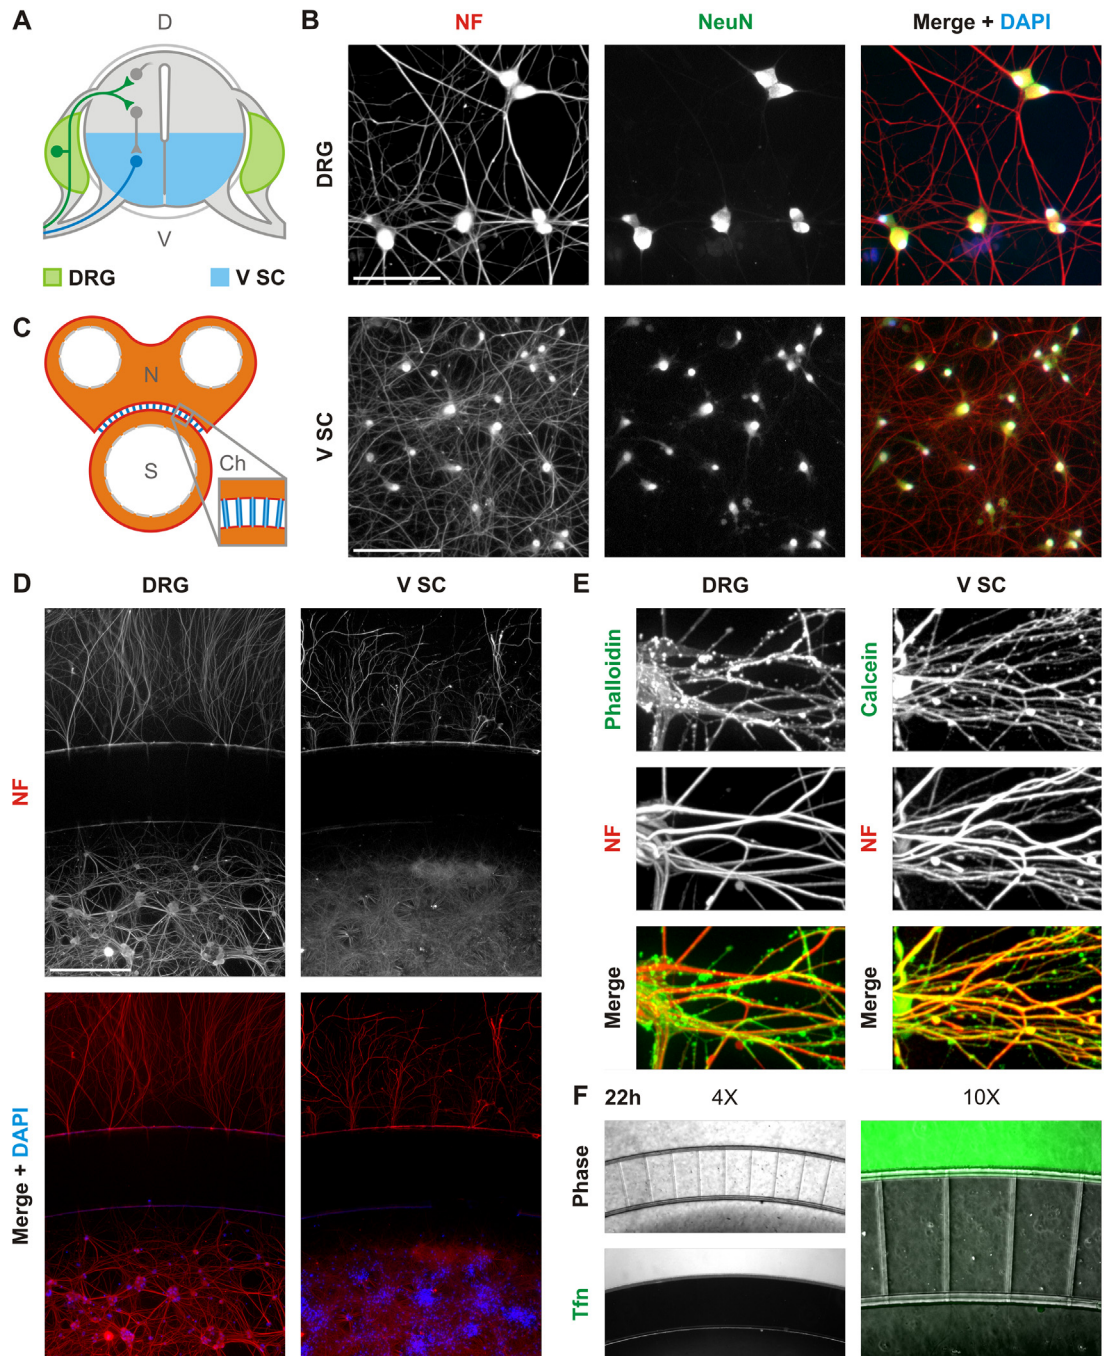 A
D
V
DRG
V SC
B
NF
NeuN
Merge + DAPI
DRG
V SC
C
N
S
Ch
D
DRG
V SC
NF
Merge + DAPI
E
DRG
V SC
Phalloidin
Calcein
NF
NF
Merge
Merge
F
22h
4X
10X
Phase
Tfn